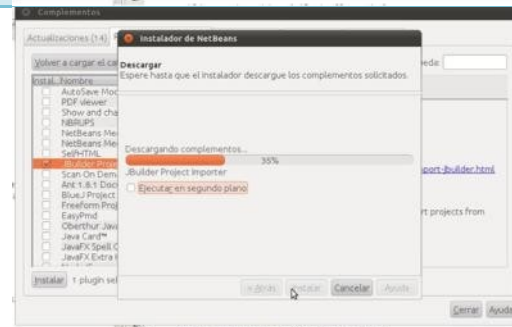 Complementos
Actualizaciones (14)
Instalador de NetBeans
Volver a cargar el ca
Descargar
Espere hasta que el instalador descargue los complementos solicitados.
Instal. Nombre
AutoSave Mod
PDF viewer
Show and cha
NBRUPS
NetBeans Me
NetBeans Me
SelfHTML
Descargando complementos...
JBuilder Proje
35%
port-jbuilder.html
Scan On Dem
JBuilder Project Importer
Ant 1.8.1 Doc
BlueJ Project
Ejecutar en segundo plano
Freeform Proj
rt projects from
EasyPmd
Oberthur Java
Java Card™
JavaFX Spell C
JavaFX Extra
Instalar 1 plugin sel
< Atrás Instalar Cancelar Ayuda
Cerrar Ayuda